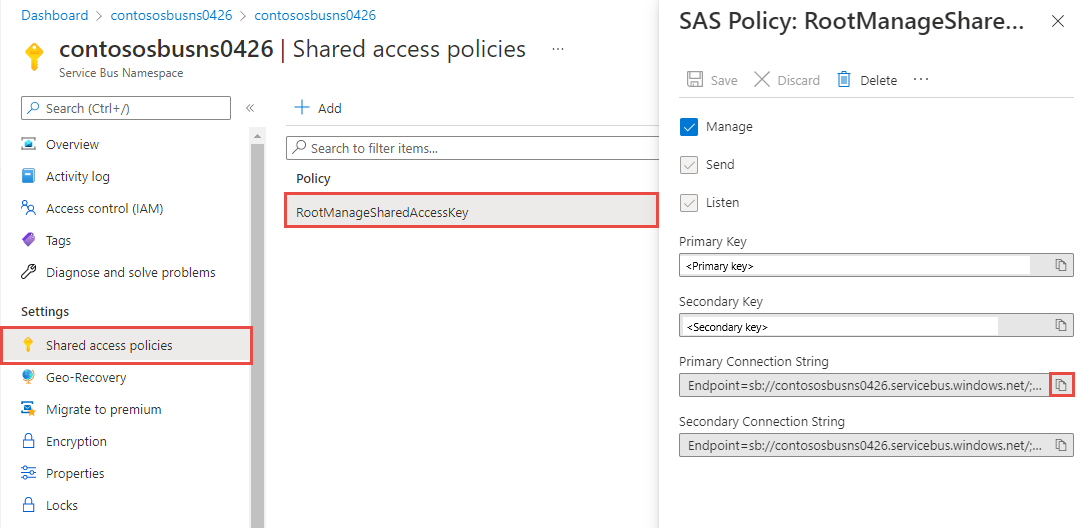 Dashboard > contososbusns0426 > contososbusns0426
contososbusns0426 | Shared access policies ...
Service Bus Namespace
Search (Ctrl+/)
«
Overview
Activity log
Access control (IAM)
Tags
Diagnose and solve problems
Settings
Shared access policies
Geo-Recovery
Migrate to premium
Encryption
Properties
Locks
+ Add
Search to filter items...
Policy
RootManageSharedAccessKey
SAS Policy: RootManageShare...
Save Discard Delete ...
Manage
Send
Listen
Primary Key
<Primary key>
Secondary Key
<Secondary key>
Primary Connection String
Endpoint=sb://contososbusns0426.servicebus.windows.net/;...
Secondary Connection String
Endpoint=sb://contososbusns0426.servicebus.windows.net/;...